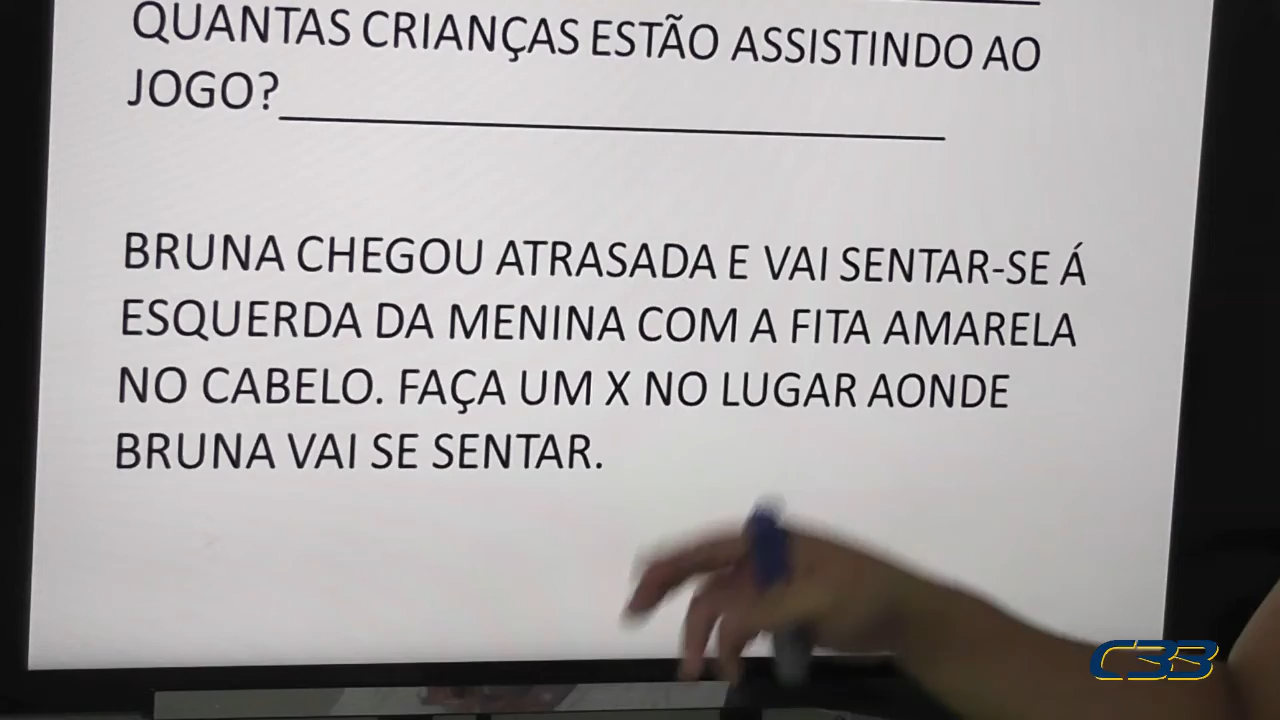 QUANTAS CRIANÇAS ESTÃO ASSISTINDO AO
JOGO?
BRUNA CHEGOU ATRASADA E VAI SENTAR-SE Á
ESQUERDA DA MENINA COM A FITA AMARELA
NO CABELO. FAÇA UM X NO LUGAR AONDE
BRUNA VAI SE SENTAR.
C33